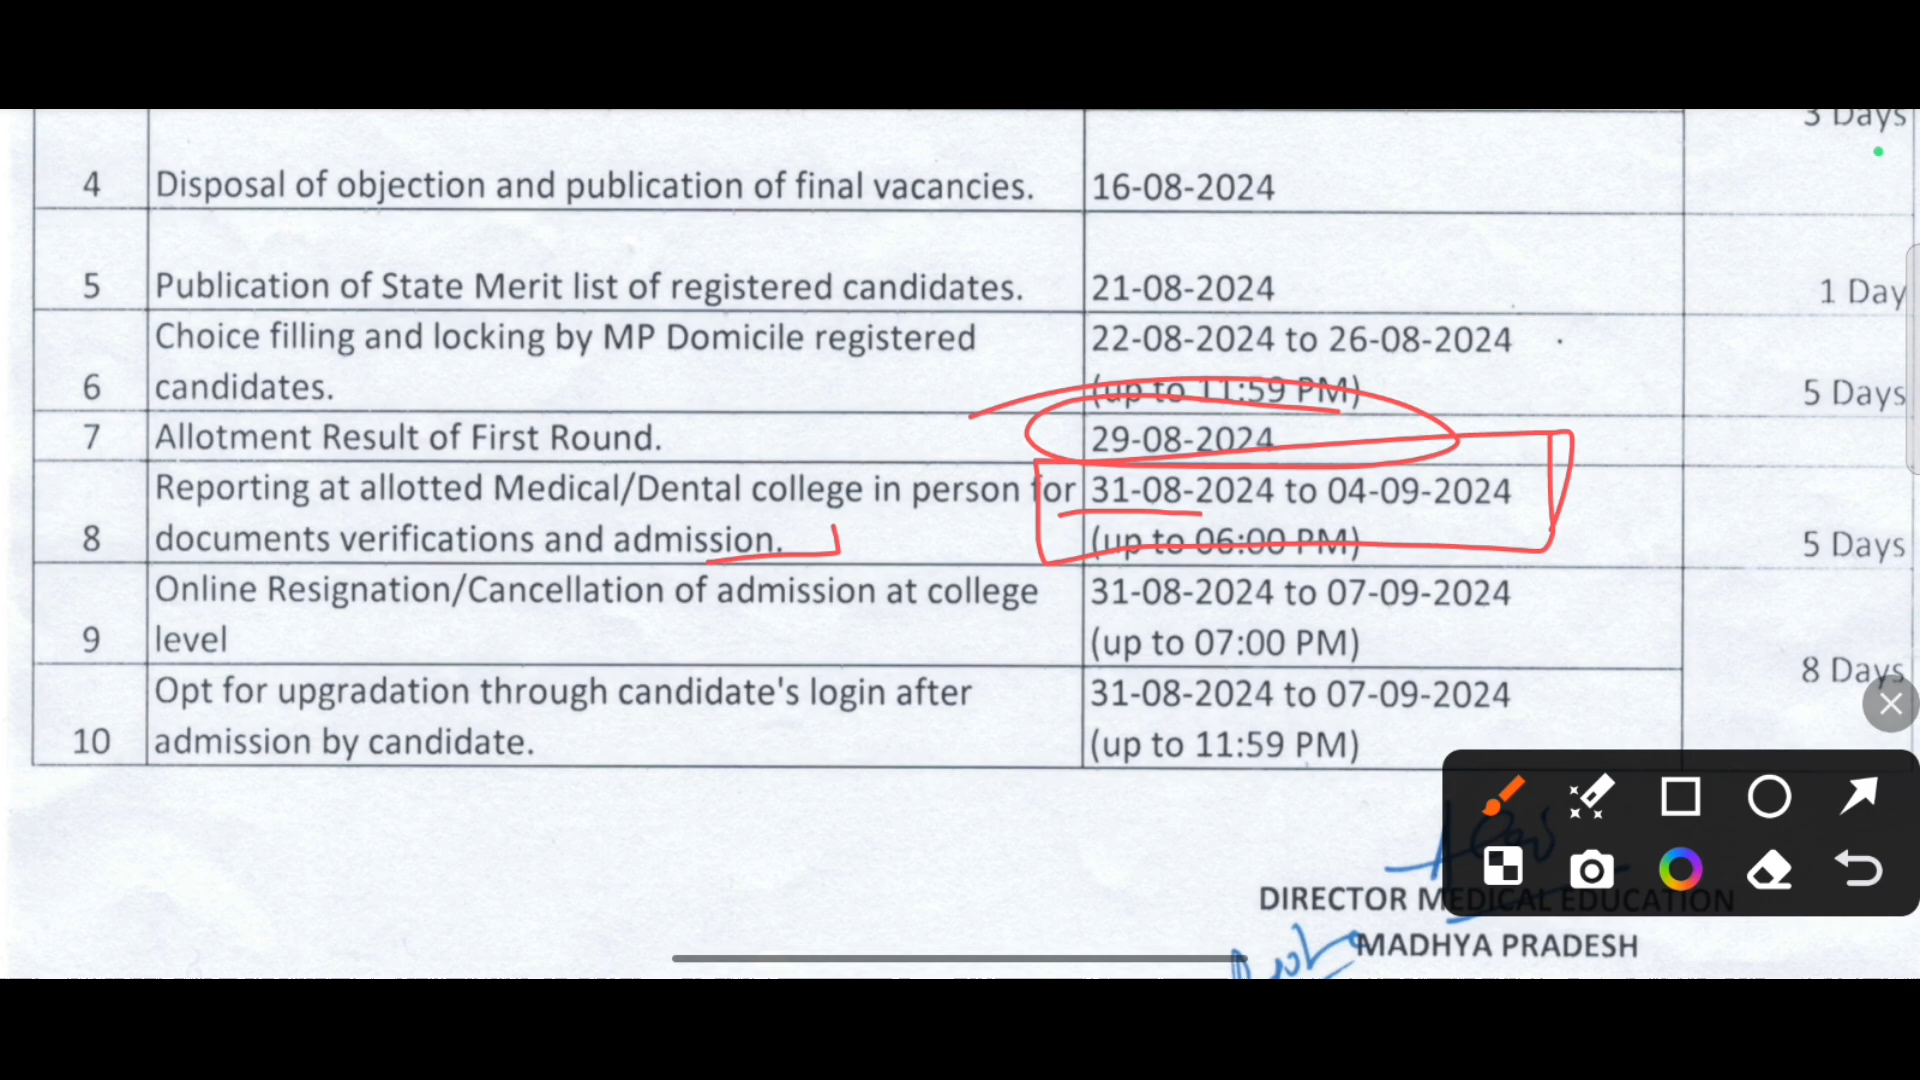 3 Days
4 Disposal of objection and publication of final vacancies. 16-08-2024
5 Publication of State Merit list of registered candidates. 21-08-2024 1 Day
Choice filling and locking by MP Domicile registered 22-08-2024 to 26-08-2024
6 candidates. (up to 11:59 PM) 5 Days
7 Allotment Result of First Round. 29-08-2024
Reporting at allotted Medical/Dental college in person for 31-08-2024 to 04-09-2024
8 documents verifications and admission. (up to 06:00 PM) 5 Days
Online Resignation/Cancellation of admission at college 31-08-2024 to 07-09-2024
9 level (up to 07:00 PM)
8 Days
Opt for upgradation through candidate's login after 31-08-2024 to 07-09-2024
10 admission by candidate. (up to 11:59 PM)
DIRECTOR MEDICAL EDUCATION
MADHYA PRADESH